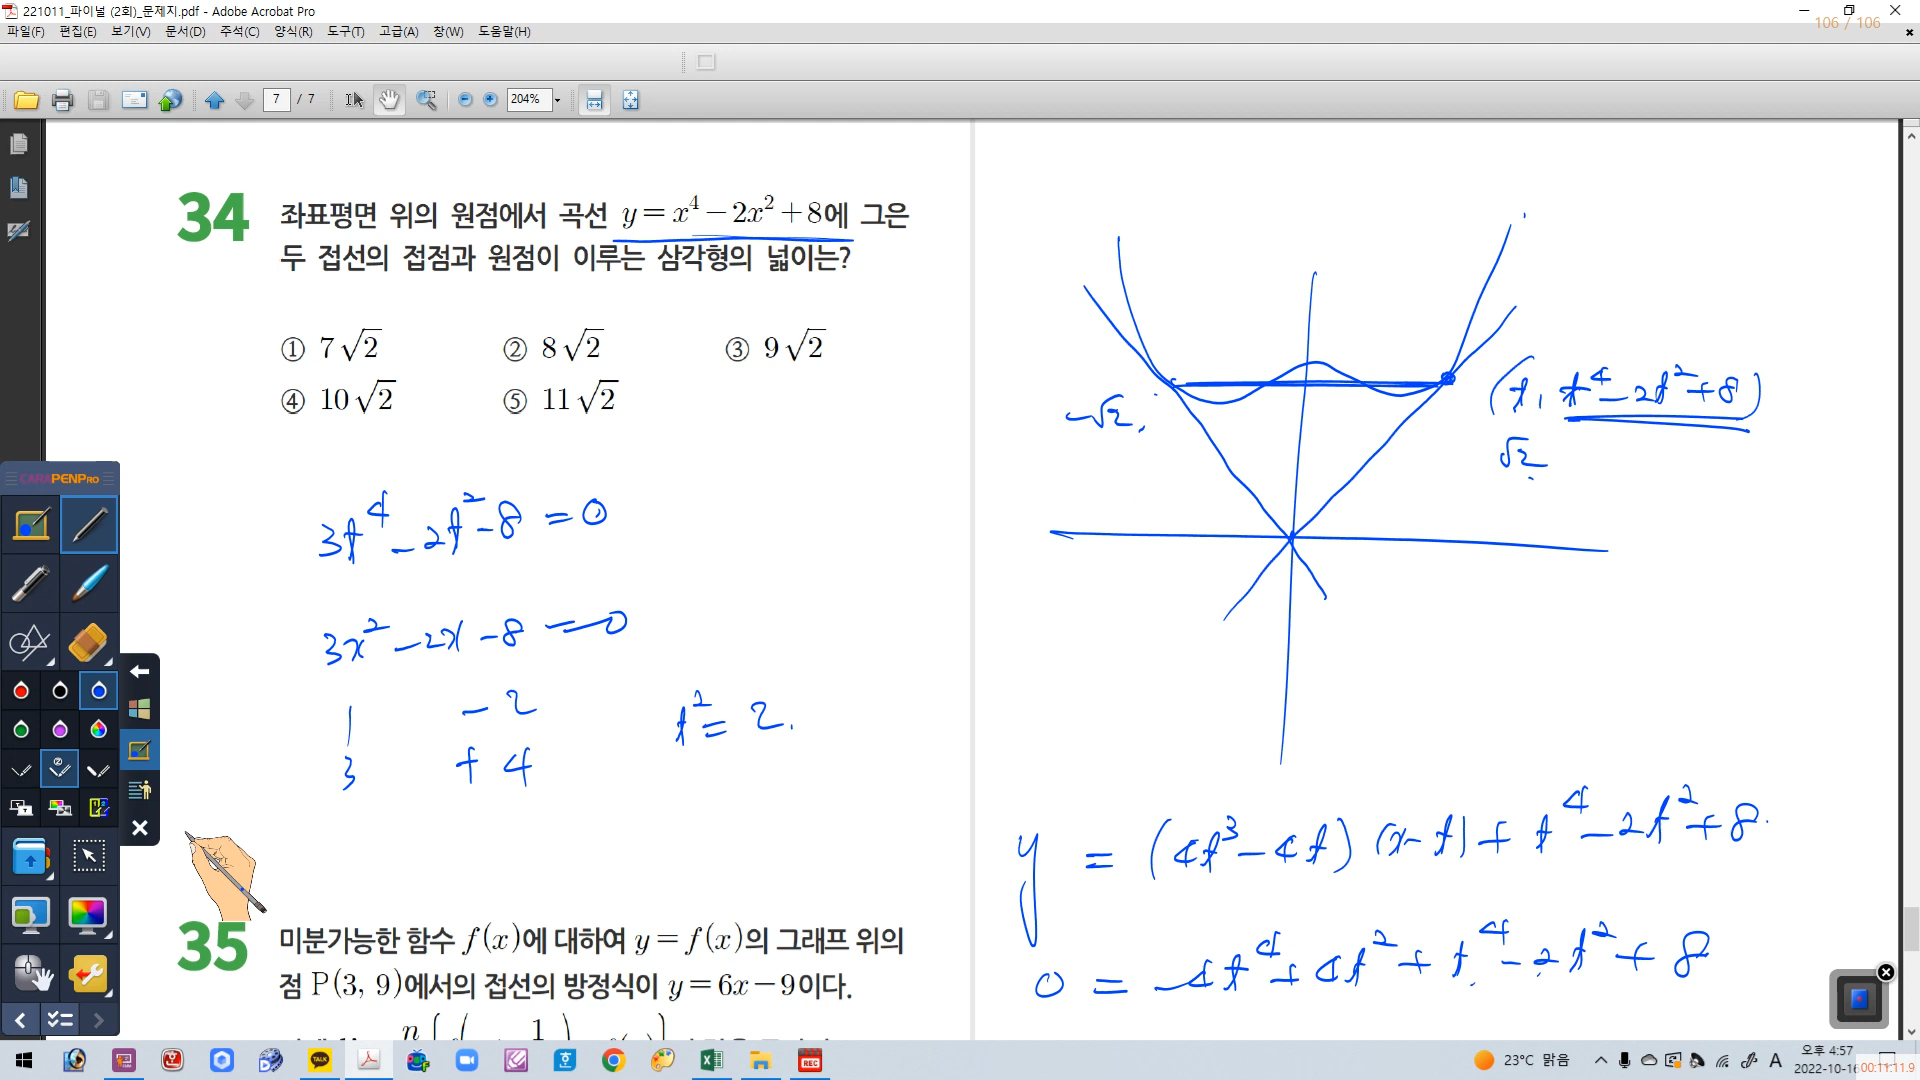 221011_파이널 (2회)_문제지.pdf - Adobe Acrobat Pro
106 / 106
파일(F) 편집(E) 보기(V) 문서(D) 주석(C) 양식(R) 도구(T) 고급(A) 창(W) 도움말(H)
7 / 7 204%
34 좌표평면 위의 원점에서 곡선 y = x⁴ − 2x² + 8에 그은
두 접선의 접점과 원점이 이루는 삼각형의 넓이는?
① 7√2 ② 8√2 ③ 9√2
④ 10√2 ⑤ 11√2
3t⁴ − 2t² − 8 = 0
3x² − 2x − 8 = 0
1 − 2
3 + 4
t² = 2.
−√2,
(t, t⁴ − 2t² + 8)
√2
y = (4t³ − 4t)(x − t) + t⁴ − 2t² + 8.
0 = −4t⁴ + 4t² + t⁴ − 2t² + 8
35 미분가능한 함수 f(x)에 대하여 y = f(x)의 그래프 위의
점 P(3, 9)에서의 접선의 방정식이 y = 6x − 9이다.
CARAPENPRO
TALK
REC
23°C 맑음
A
오후 4:57
2022-10-16
00:11:11.9